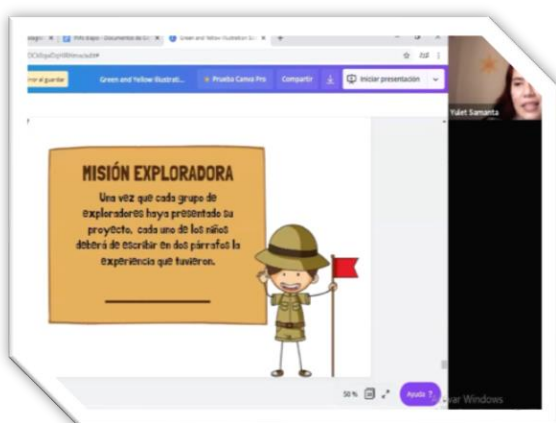 Green and Yellow Illustrati...
Prueba Canva Pro
Compartir
Iniciar presentación
Yulet Samanta
MISIÓN EXPLORADORA
Una vez que cada grupo de
exploradores haya presentado su
proyecto, cada uno de los niños
deberá de escribir en dos párrafos la
experiencia que tuvieron.
50 %
Ayuda ?
var Windows